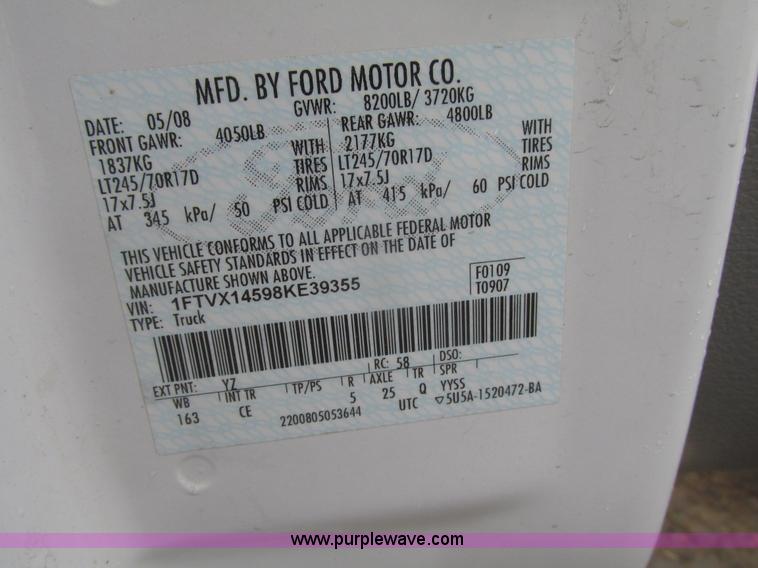 MFD. BY FORD MOTOR CO.
DATE: 05/08 GVWR: 8200LB/ 3720KG
FRONT GAWR: 4050LB REAR GAWR: 4800LB
1837KG WITH 2177KG WITH
LT245/70R17D TIRES LT245/70R17D TIRES
17x7.5J RIMS 17x7.5J RIMS
AT 345 kPa/ 50 PSI COLD AT 415 kPa/ 60 PSI COLD
THIS VEHICLE CONFORMS TO ALL APPLICABLE FEDERAL MOTOR
VEHICLE SAFETY STANDARDS IN EFFECT ON THE DATE OF
MANUFACTURE SHOWN ABOVE.
VIN: 1FTVX14598KE39355 F0109
TYPE: Truck T0907
EXT PNT: YZ RC: 58 DSO:
WB INT TR TP/PS R AXLE TR SPR
163 CE 5 25 Q YYSS
2200805053644 UTC ▽5U5A-1520472-BA
www.purplewave.com